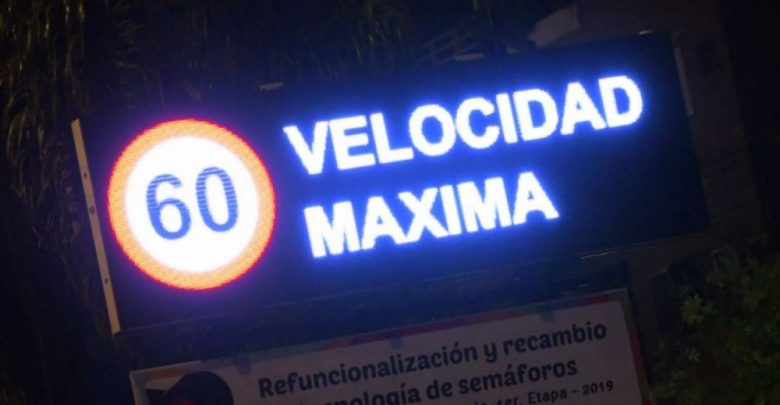 60
VELOCIDAD
MAXIMA
Refuncionalización y recambio
de semáforos
Etapa - 2019